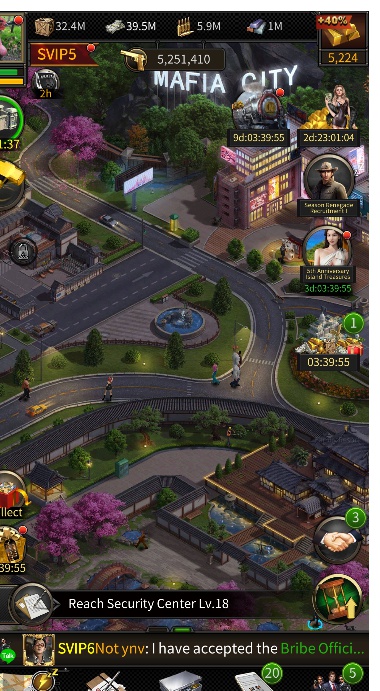 32.4M
39.5M
5.9M
1M
+40%
SVIP5
5,251,410
5,224
2h
MAFIA CITY
9d:03:39:55
2d:23:01:04
1:37
Season Renegade
Recruitment I
5th Anniversary
Island Treasures
3d:03:39:55
1
03:39:55
llect
3
39:55
Reach Security Center Lv.18
Talk
SVIP6Not ynv: I have accepted the Bribe Offici...
20
5